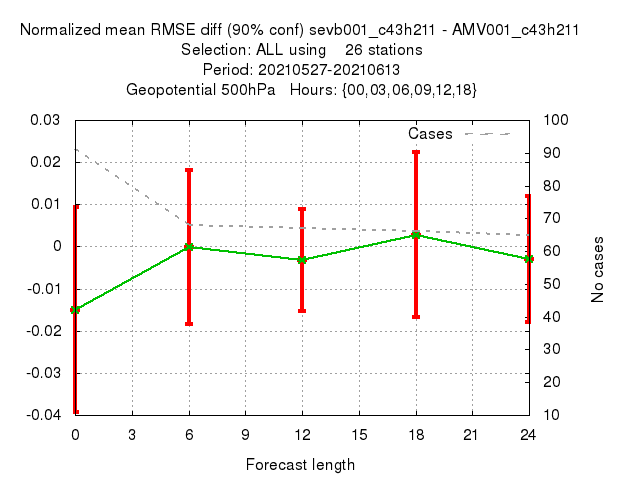 Normalized mean RMSE diff (90% conf) sevb001_c43h211 - AMV001_c43h211
Selection: ALL using 26 stations
Period: 20210527-20210613
Geopotential 500hPa Hours: {00,03,06,09,12,18}
0.03
0.02
0.01
0
-0.01
-0.02
-0.03
-0.04
Cases
100
90
80
70
60
50
40
30
20
10
No cases
0 3 6 9 12 15 18 21 24
Forecast length